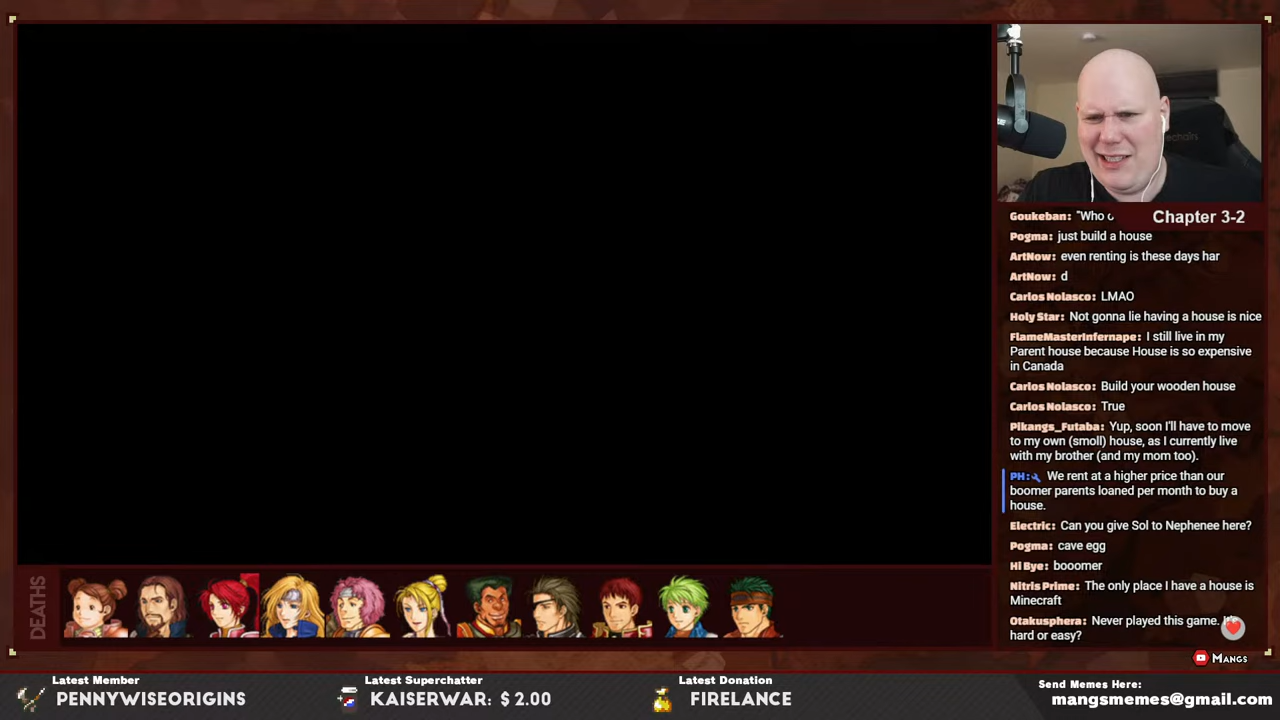 Goukeban: "Who
Chapter 3-2
Pogma: just build a house
ArtNow: even renting is these days har
ArtNow: d
Carlos Nolasco: LMAO
Holy Star: Not gonna lie having a house is nice
FlameMasterInfernape: I still live in my
Parent house because House is so expensive
in Canada
Carlos Nolasco: Build your wooden house
Carlos Nolasco: True
Pikangs_Futaba: Yup, soon I'll have to move
to my own (smoll) house, as I currently live
with my brother (and my mom too).
PH: We rent at a higher price than our
boomer parents loaned per month to buy a
house.
Electric: Can you give Sol to Nephenee here?
Pogma: cave egg
Hi Bye: booomer
Nitris Prime: The only place I have a house is
Minecraft
Otakusphera: Never played this game.
hard or easy?
DEATHS
MANGS
Latest Member
PENNYWISEORIGINS
Latest Superchatter
KAISERWAR: $ 2.00
Latest Donation
FIRELANCE
Send Memes Here:
mangsmemes@gmail.com